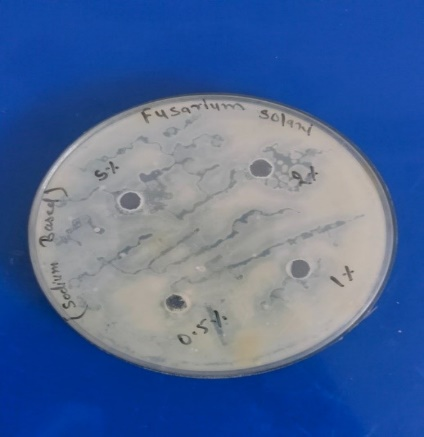 Fusarium solani
5%
2%
(Sodium Based)
1%
0.5%